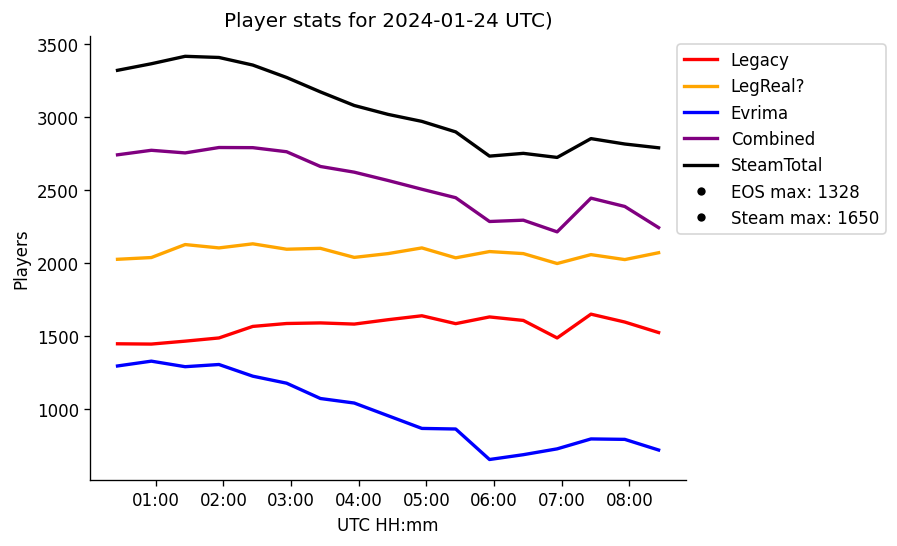 Player stats for 2024-01-24 UTC)
3500
3000
2500
2000
1500
1000
Players
01:00 02:00 03:00 04:00 05:00 06:00 07:00 08:00
UTC HH:mm
Legacy
LegReal?
Evrima
Combined
SteamTotal
EOS max: 1328
Steam max: 1650